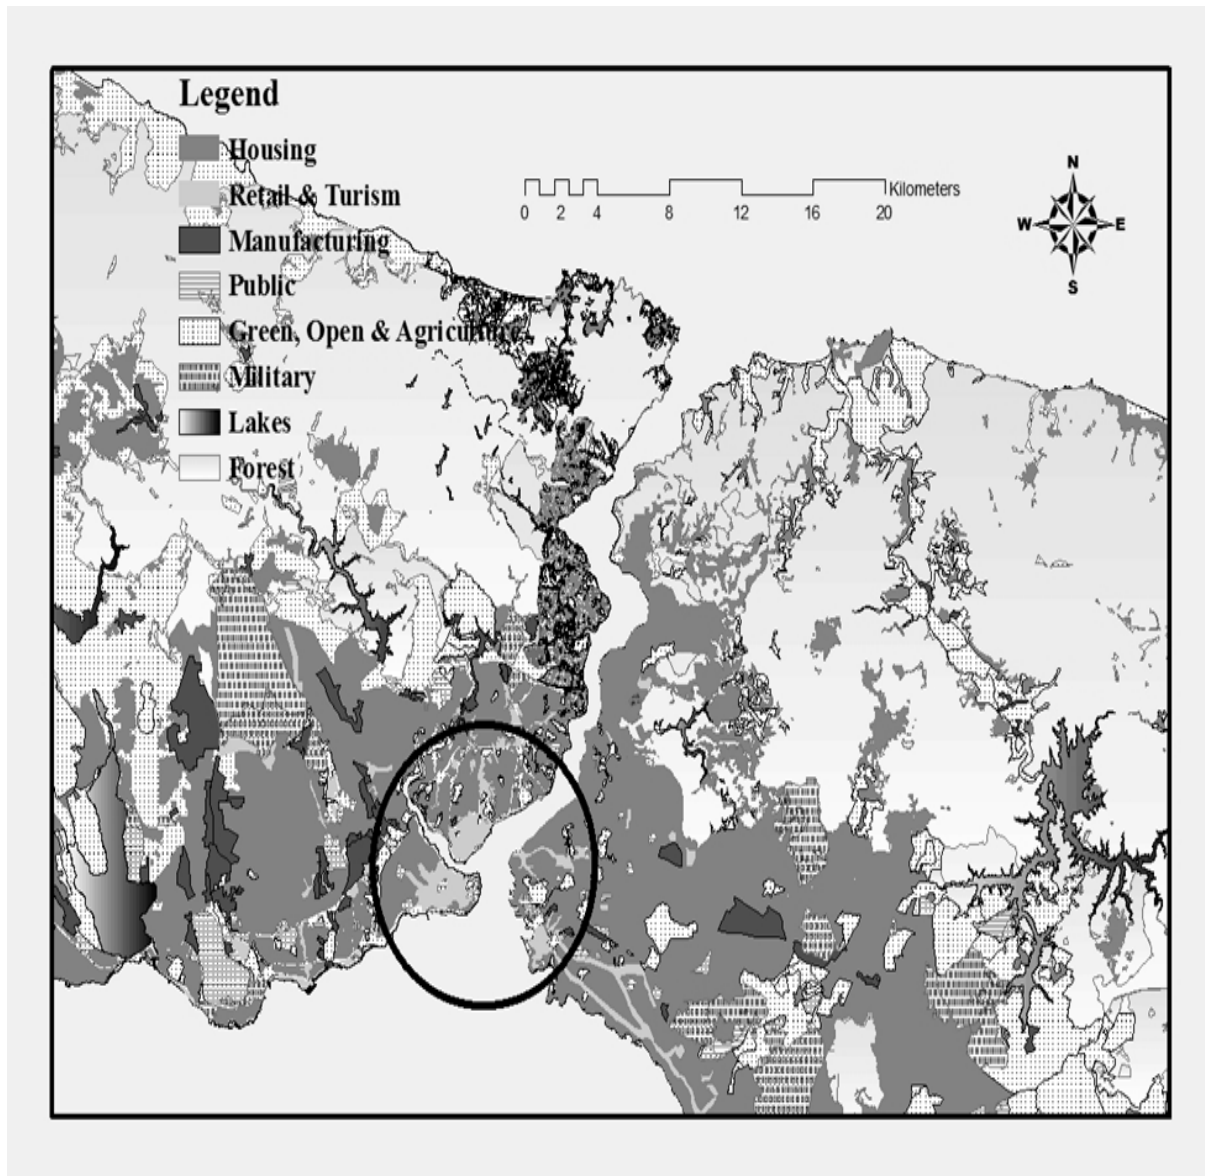 Legend
Housing
Retail & Turism
Manufacturing
Public
Green, Open & Agriculture
Military
Lakes
Forest
Kilometers
0 2 4 8 12 16 20
N
W E
S